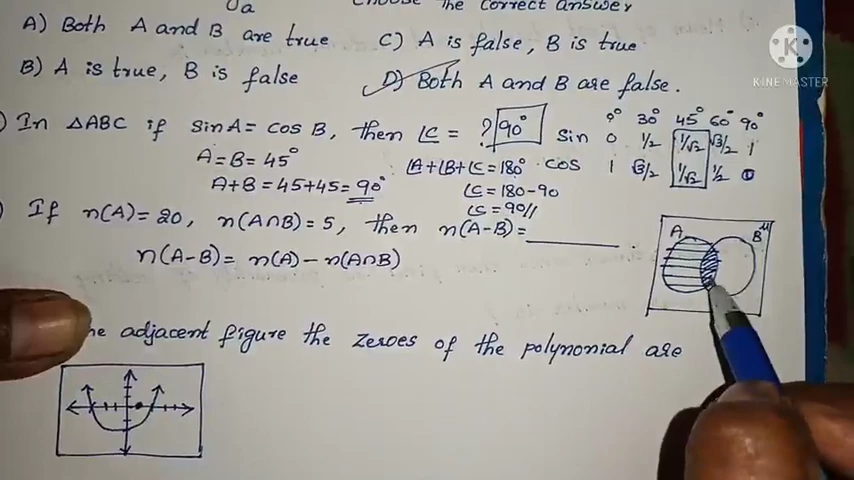 Choose the correct answer
A) Both A and B are true
C) A is false, B is true
B) A is true, B is false
D) Both A and B are false.
) In ΔABC if sinA = cos B, then ∠C = ? 90°
A = B = 45°
A+B = 45+45 = 90°
∠A+∠B+∠C = 180°
∠C = 180-90
∠C = 90//
0° 30° 45° 60° 90°
sin 0 1/2 1/√2 √3/2 1
cos 1 √3/2 1/√2 1/2 0
) If n(A) = 20, n(A∩B) = 5, then n(A-B) = ________
n(A-B) = n(A) - n(A∩B)
A B μ
he adjacent figure the zeroes of the polynonial are
K
KINEMASTER